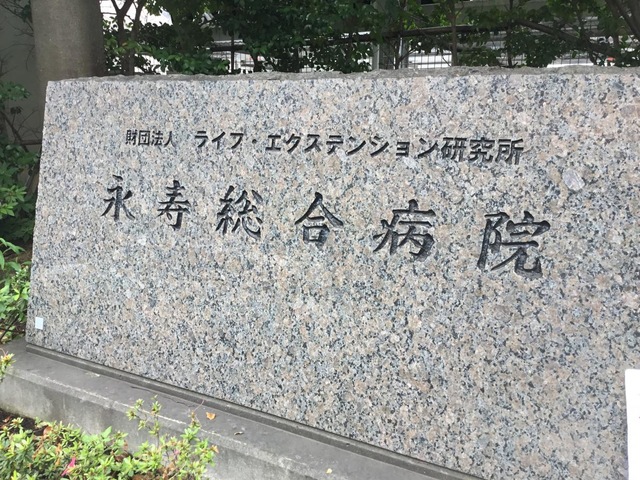 財団法人 ライフ・エクステンション研究所
永寿総合病院